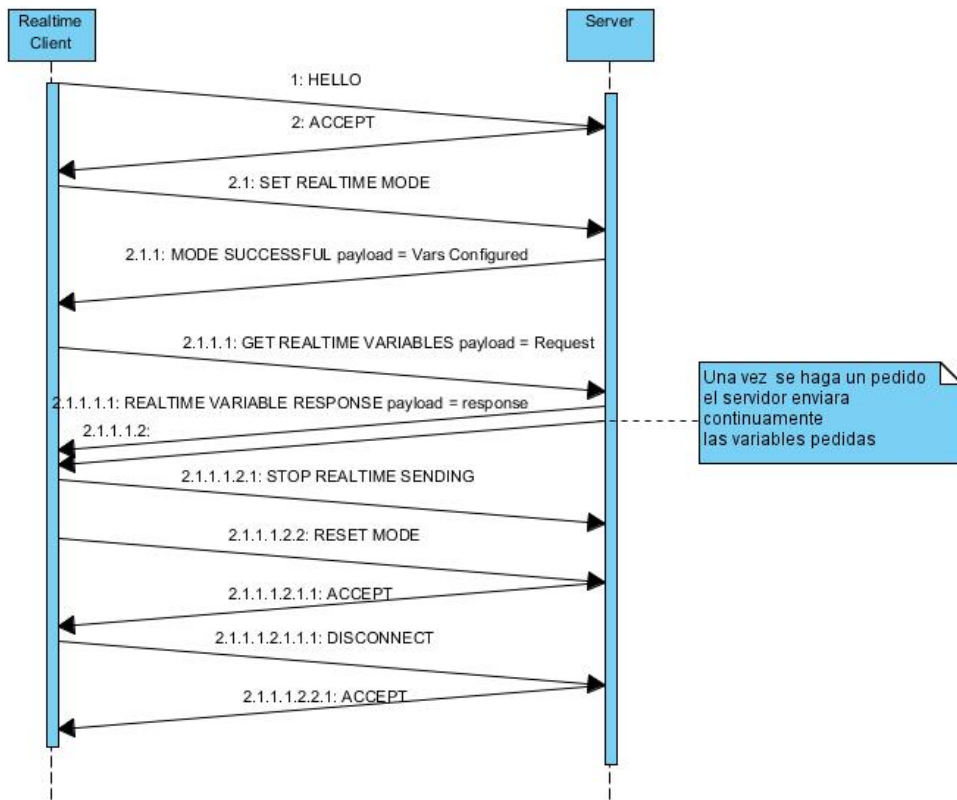 Realtime
Client
Server
1: HELLO
2: ACCEPT
2.1: SET REALTIME MODE
2.1.1: MODE SUCCESSFUL payload = Vars Configured
2.1.1.1: GET REALTIME VARIABLES payload = Request
Una vez se haga un pedido
el servidor enviara
continuamente
las variables pedidas
2.1.1.1.1: REALTIME VARIABLE RESPONSE payload = response
2.1.1.1.2:
2.1.1.1.2.1: STOP REALTIME SENDING
2.1.1.1.2.2: RESET MODE
2.1.1.1.2.1.1: ACCEPT
2.1.1.1.2.1.1.1: DISCONNECT
2.1.1.1.2.2.1: ACCEPT